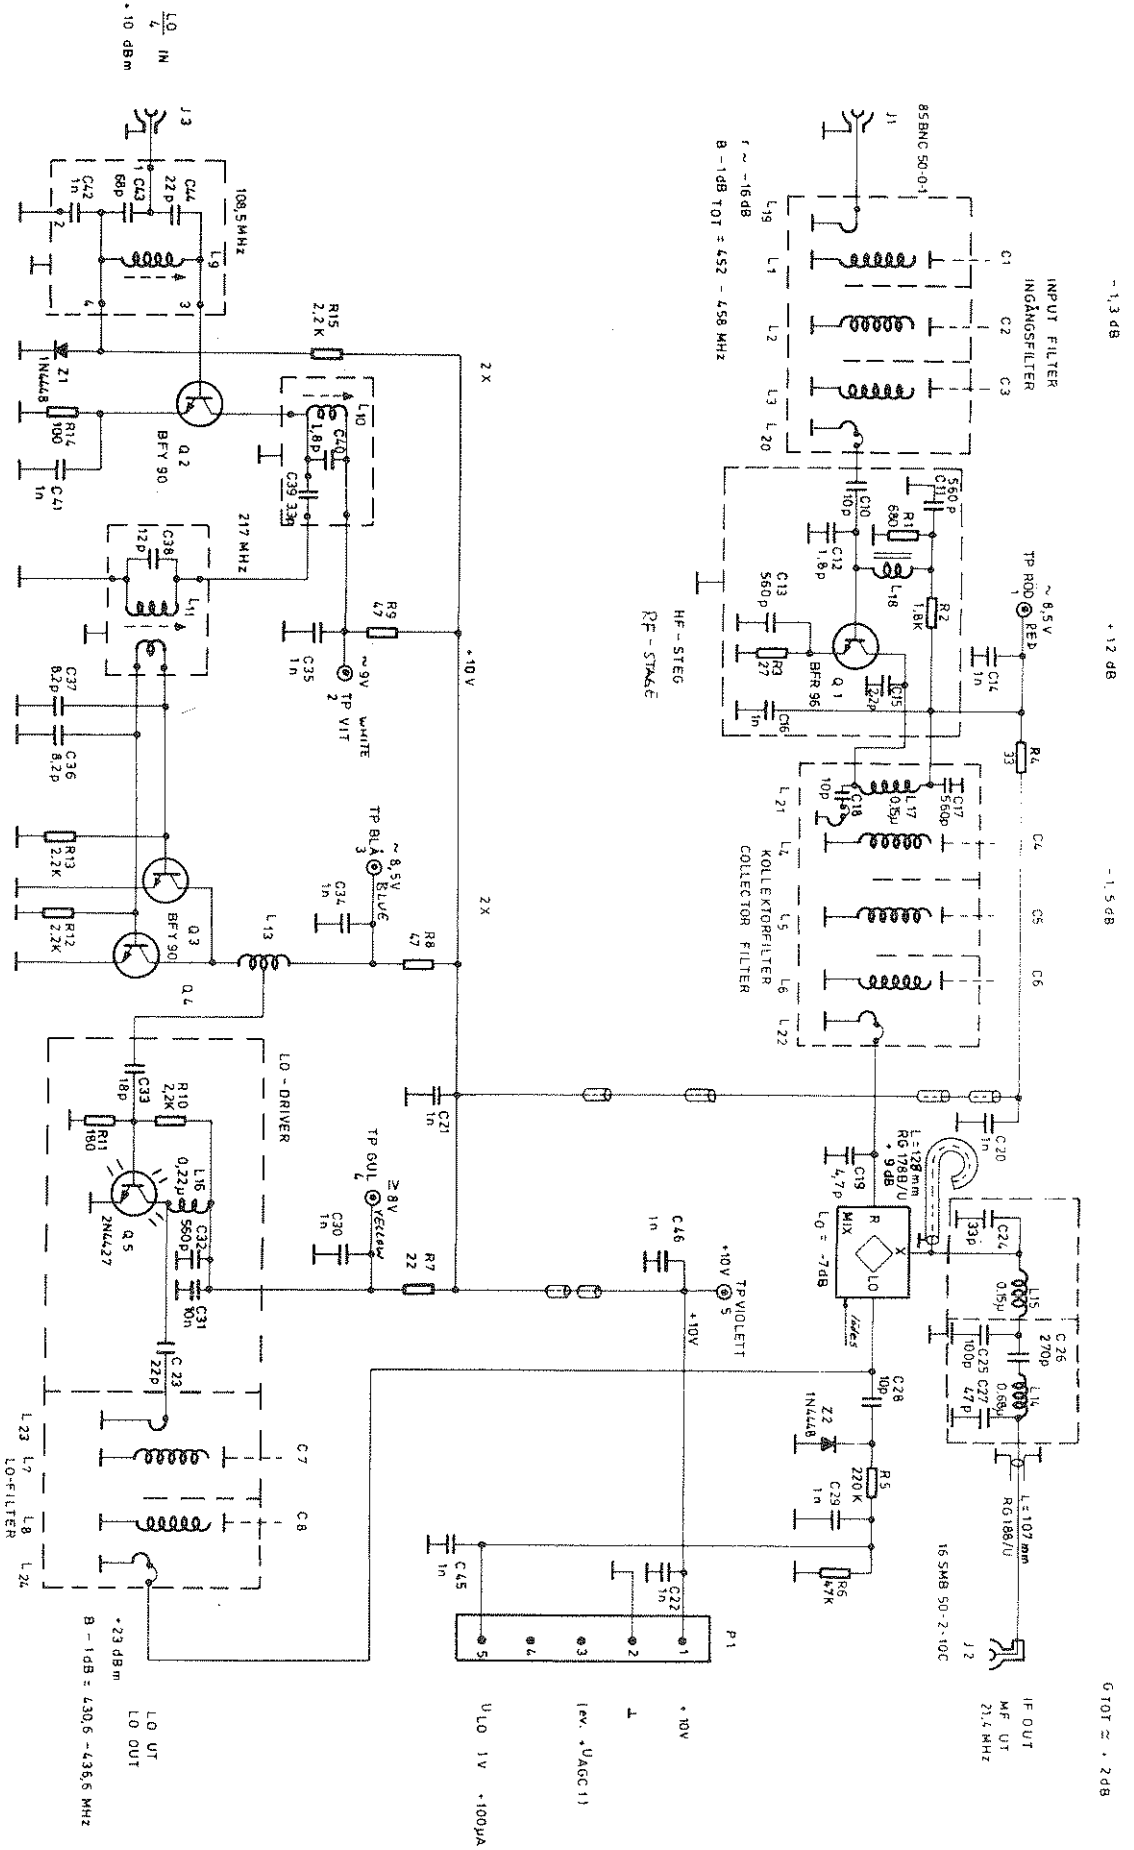 -1,3 dB
+12 dB
-1,5 dB
G TOT ≃ +2dB
INPUT FILTER
INGÅNGSFILTER
85BNC 50-0-1
J1
r ~ -16dB
B -1dB TOT = 452 - 458 MHz
L19
L1
L2
L3
L20
C1
C2
C3
C10
10p
C11
560p
R1
680
C12
1,8p
L18
R2
1,8K
C13
560p
R3
27
BFR 96
Q1
C15
22p
C16
1n
HF-STEG
RF-STAGE
~ 8,5V
TP RÖD RED
1
C14
1n
R4
33
C17
560p
L17
0,15µ
C18
10p
L21
L4
L5
L6
L22
C4
C5
C6
KOLLEKTORFILTER
COLLECTOR FILTER
C20
1n
L=128mm
RG 178B/U
+9dB
C19
4,7p
R
X
LO
MIX
L0 = -7dB
C24
33p
L15
0,15µ
C26
270p
C25
100p
L14
0,68µ
C27
47p
L=107mm
RG188/U
16 SMB 50-2-10C
J2
IF OUT
MF UT
21,4 MHz
C28
10p
Z2
1N4448
R5
220K
C29
1n
R6
47K
LO
4
IN
+10 dBm
J3
108,5MHz
C42
1n
C43
68p
C44
22p
L9
1
2
3
4
Z1
1N4448
R15
2,2K
R14
100
C41
1n
Q2
BFY 90
2X
L10
C40
1,8p
C39 3,3p
217 MHz
C38
12p
L11
R9
47
C35
1n
~9V
TP WHITE
2 VIT
+10V
C37
8,2p
C36
8,2p
R13
2,2K
R12
2,2K
Q3
BFY 90
Q4
L13
2X
~ 8,5V
TP BLÅ BLUE
3
C34
1n
R8
47
LO-DRIVER
C33
18p
R10
2,2K
R11
180
L16
0,22µ
Q5
2N4427
C32
560p
C31
10n
C23
22p
C21
1n
≥8V
TP GUL YELLOW
4
C30
1n
R7
22
C46
1n
TP VIOLETT
+10V
5
+10V
L23
L7
L8
L24
LO-FILTER
C7
C8
+23dBm
B -1dB = 430,6 - 436,6 MHz
LO UT
LO OUT
C45
1n
C22
1n
P1
1
2
3
4
5
+10V
⊥
(ev. +UAGC1)
ULO 1V +100µA